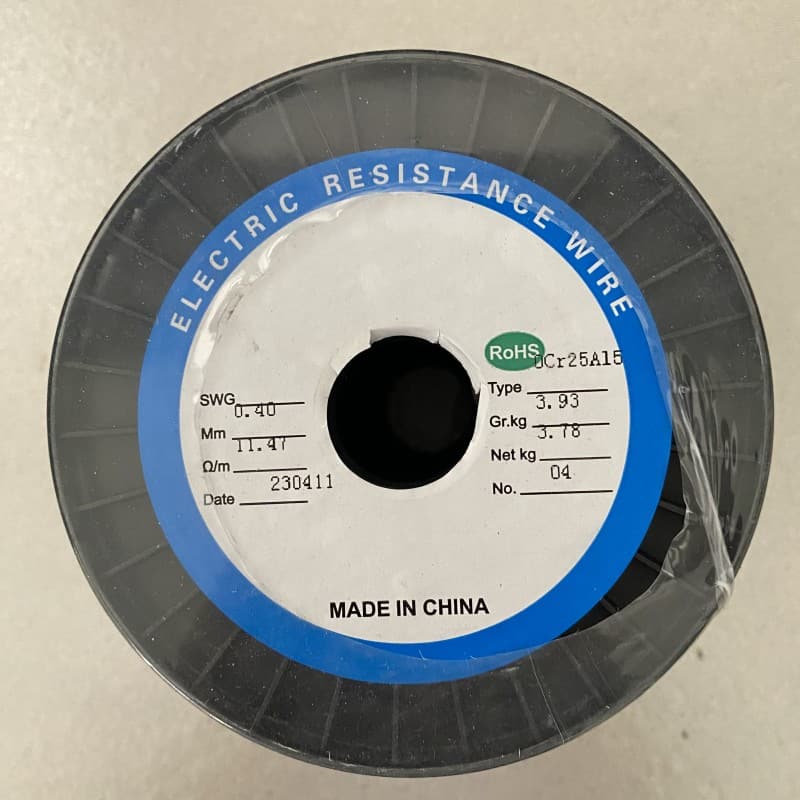 ELECTRIC RESISTANCE WIRE
RoHS
0Cr25Al5
Type
SWG
0.40
3.93
Mm
Gr.kg
11.47
3.78
Ω/m
Net kg
230411
04
Date
No.
MADE IN CHINA